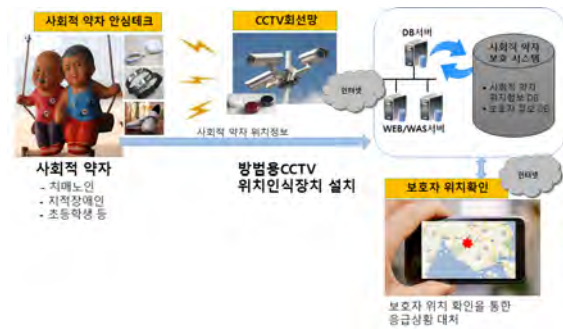 사회적 약자 안심테크
CCTV회선망
DB서버
사회적 약자
보호 시스템
사회적 약자
위치정보 DB
보호자 정보 DB
인터넷
WEB/WAS서버
사회적 약자 위치정보
사회적 약자
- 치매노인
- 지적장애인
- 초등학생 등
방범용CCTV
위치인식장치 설치
인터넷
보호자 위치확인
보호자 위치 확인을 통한
응급상황 대처